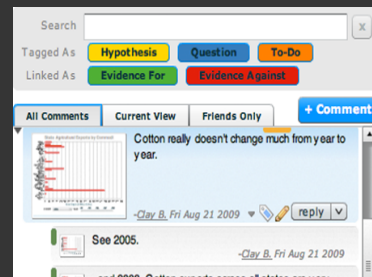 Search
x
Tagged As Hypothesis Question To-Do
Linked As Evidence For Evidence Against
All Comments Current View Friends Only + Comment
Cotton really doesn't change much from year to
year.
-Clay B. Fri Aug 21 2009 reply
See 2005.
-Clay B. Fri Aug 21 2009